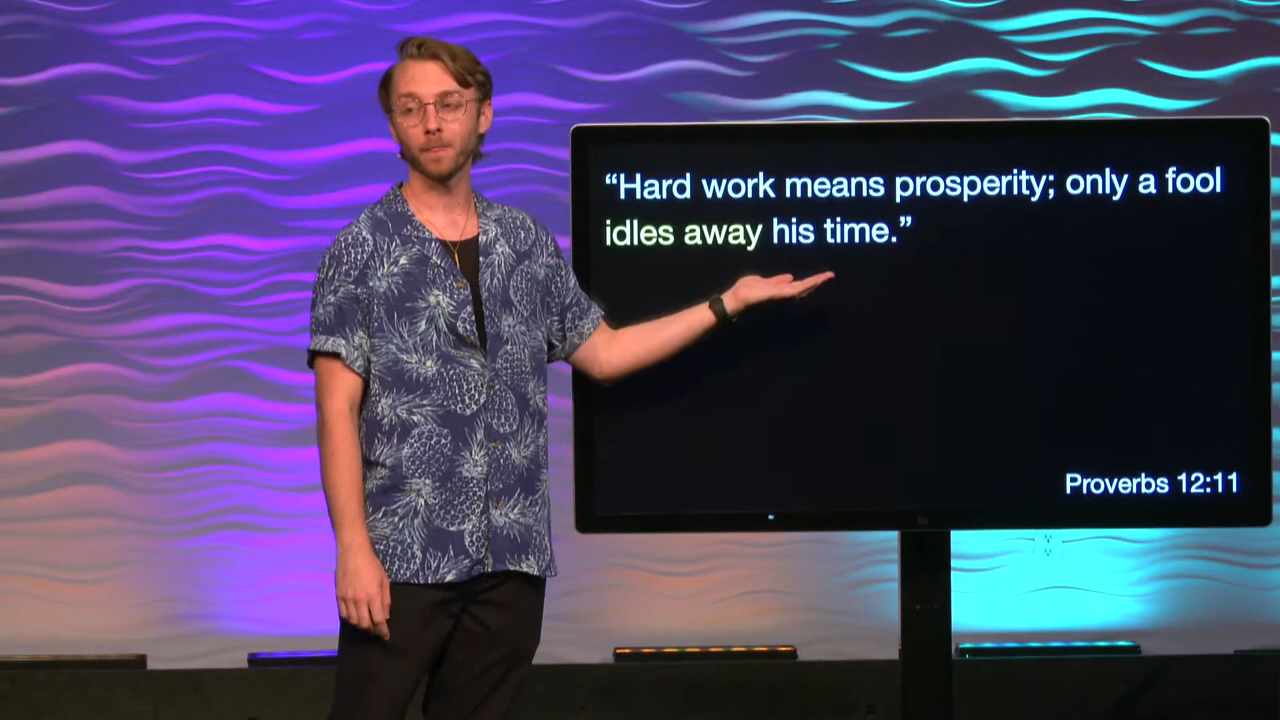 “Hard work means prosperity; only a fool
idles away his time.”
Proverbs 12:11